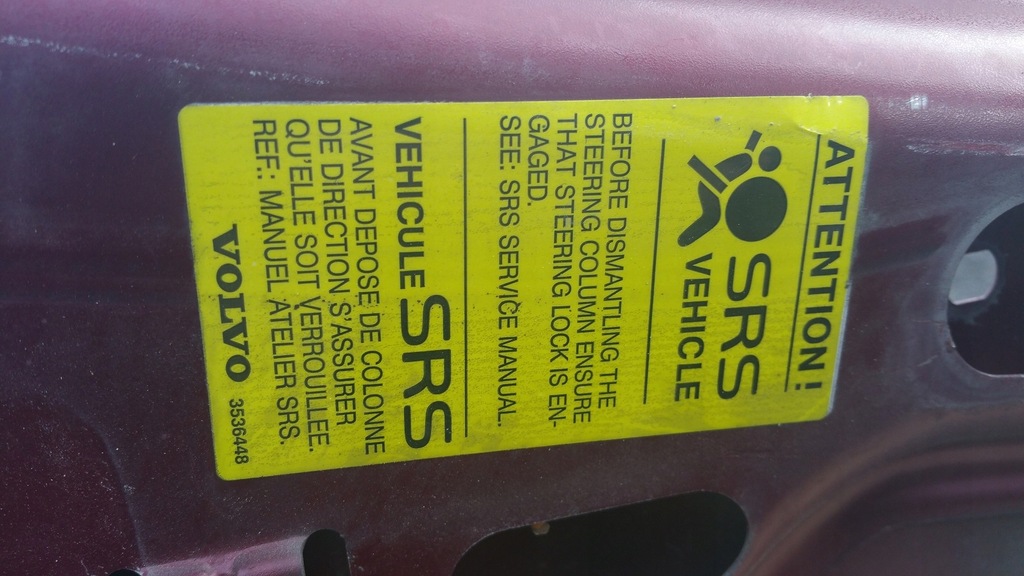 ATTENTION!
SRS
VEHICLE
BEFORE DISMANTLING THE
STEERING COLUMN ENSURE
THAT STEERING LOCK IS EN-
GAGED.
SEE: SRS SERVICE MANUAL.
VEHICULE SRS
AVANT DEPOSE DE COLONNE
DE DIRECTION S'ASSURER
QU'ELLE SOIT VERROUILLEE.
REF.: MANUEL ATELIER SRS.
VOLVO 3536448